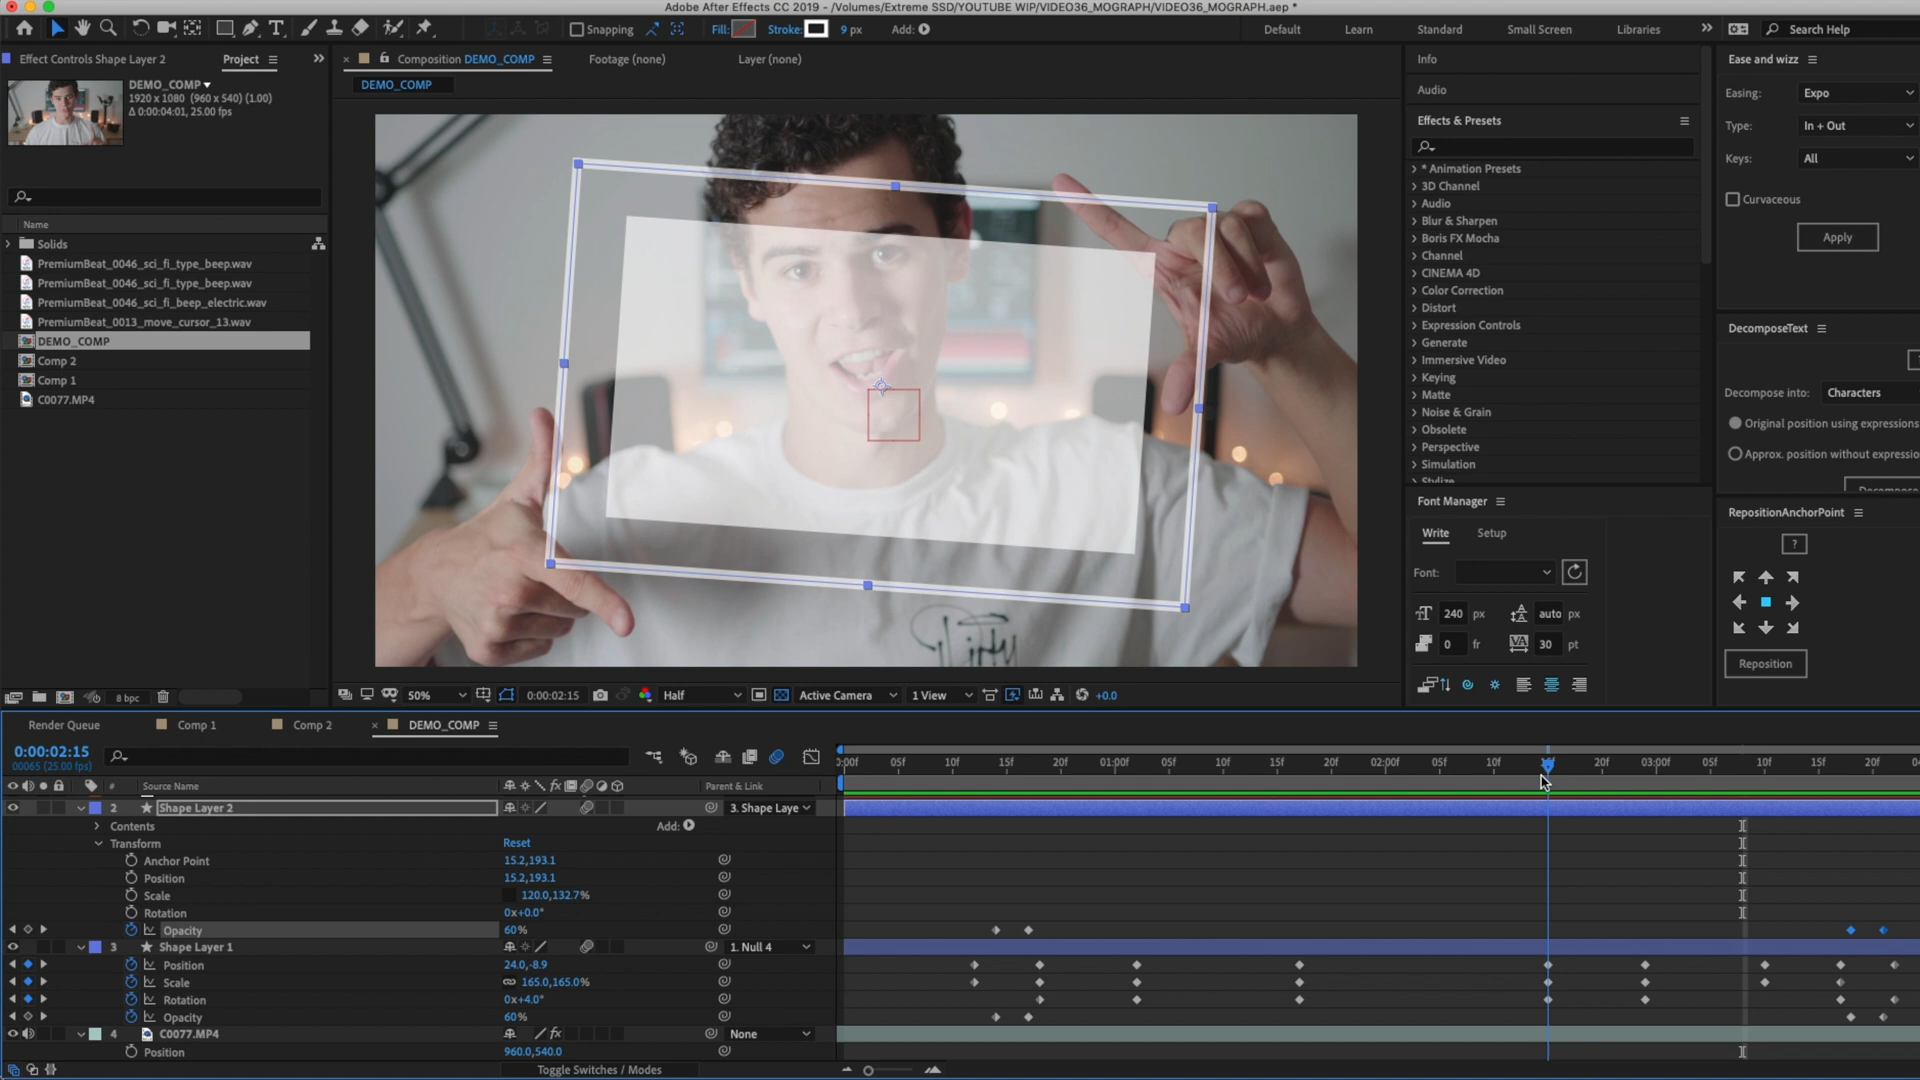 Adobe After Effects CC 2019 - /Volumes/Extreme SSD/YOUTUBE WIP/VIDEO36_MOGRAPH/VIDEO36_MOGRAPH.aep *
Snapping Fill: Stroke: 9 px Add: Default Learn Standard Small Screen Libraries Search Help
Effect Controls Shape Layer 2 Project Composition DEMO_COMP Footage (none) Layer (none) Info Ease and wizz
DEMO_COMP
1920 x 1080 (960 x 540) (1.00)
Δ 0:00:04:01, 25.00 fps
DEMO_COMP
Name
Solids
PremiumBeat_0046_sci_fi_type_beep.wav
PremiumBeat_0046_sci_fi_type_beep.wav
PremiumBeat_0046_sci_fi_beep_electric.wav
PremiumBeat_0013_move_cursor_13.wav
DEMO_COMP
Comp 2
Comp 1
C0077.MP4
8 bpc
Dirty
50% 0:00:02:15 Half Active Camera 1 View +0.0
Audio
Effects & Presets
* Animation Presets
3D Channel
Audio
Blur & Sharpen
Boris FX Mocha
Channel
CINEMA 4D
Color Correction
Distort
Expression Controls
Generate
Immersive Video
Keying
Matte
Noise & Grain
Obsolete
Perspective
Simulation
Stylize
Font Manager
Write Setup
Font:
240 px auto px
0 fr 30 pt
Easing: Expo
Type: In + Out
Keys: All
Curvaceous
Apply
DecomposeText
Decompose into: Characters
Original position using expressions
Approx. position without expressio
Decompose
RepositionAnchorPoint
?
Reposition
Render Queue Comp 1 Comp 2 DEMO_COMP
0:00:02:15
00065 (25.00 fps)
0:00f 05f 10f 01:00f 05f 10f 15f 20f 02:00f 05f 10f 15f 20f 03:00f 05f 10f 15f 20f 04
# Source Name Parent & Link
2 Shape Layer 2 3. Shape Laye
Contents Add:
Transform Reset
Anchor Point 15.2,193.1
Position 15.2,193.1
Scale 120.0,132.7%
Rotation 0x+0.0°
Opacity 60%
3 Shape Layer 1 1. Null 4
Position 24.0,-8.9
Scale 165.0,165.0%
Rotation 0x+4.0°
Opacity 60%
4 C0077.MP4 None
Position 960.0,540.0
Toggle Switches / Modes